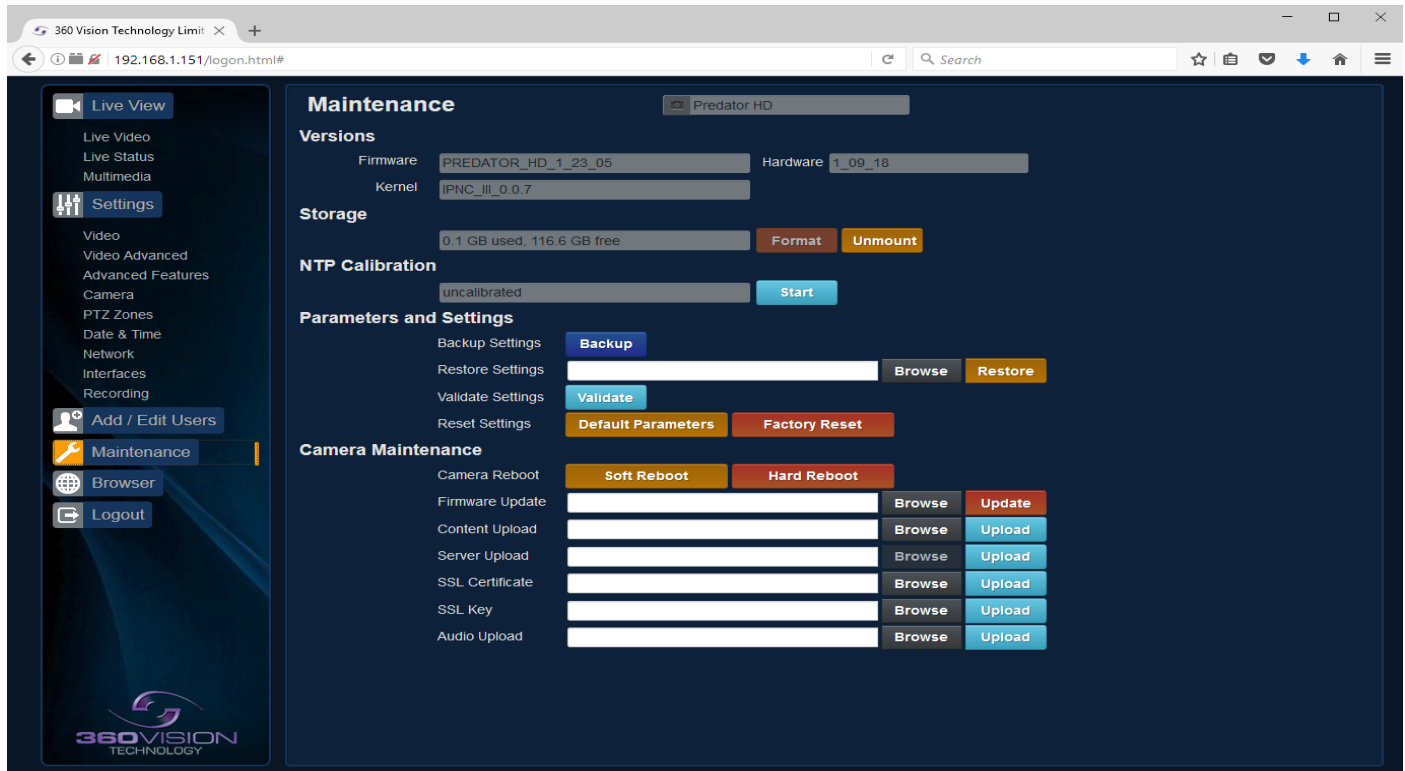 360 Vision Technology Limit
192.168.1.151/logon.html#
Search
Live View
Live Video
Live Status
Multimedia
Settings
Video
Video Advanced
Advanced Features
Camera
PTZ Zones
Date & Time
Network
Interfaces
Recording
Add / Edit Users
Maintenance
Browser
Logout
360VISION
TECHNOLOGY
Maintenance Predator HD
Versions
Firmware PREDATOR_HD_1_23_05 Hardware 1_09_18
Kernel IPNC_III_0.0.7
Storage
0.1 GB used, 116.6 GB free Format Unmount
NTP Calibration
uncalibrated Start
Parameters and Settings
Backup Settings Backup
Restore Settings Browse Restore
Validate Settings Validate
Reset Settings Default Parameters Factory Reset
Camera Maintenance
Camera Reboot Soft Reboot Hard Reboot
Firmware Update Browse Update
Content Upload Browse Upload
Server Upload Browse Upload
SSL Certificate Browse Upload
SSL Key Browse Upload
Audio Upload Browse Upload